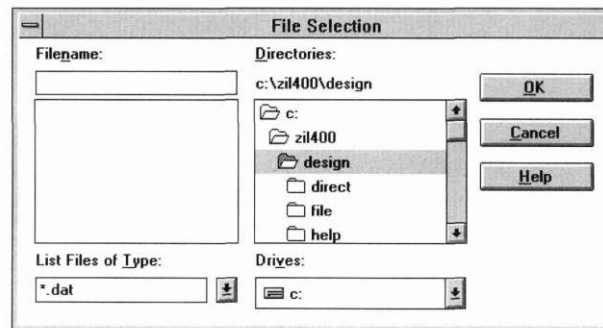 File Selection
Filename:
Directories:
c:\zil400\design
c:
zil400
design
direct
file
help
OK
Cancel
Help
List Files of Type:
*.dat
Drives:
c: